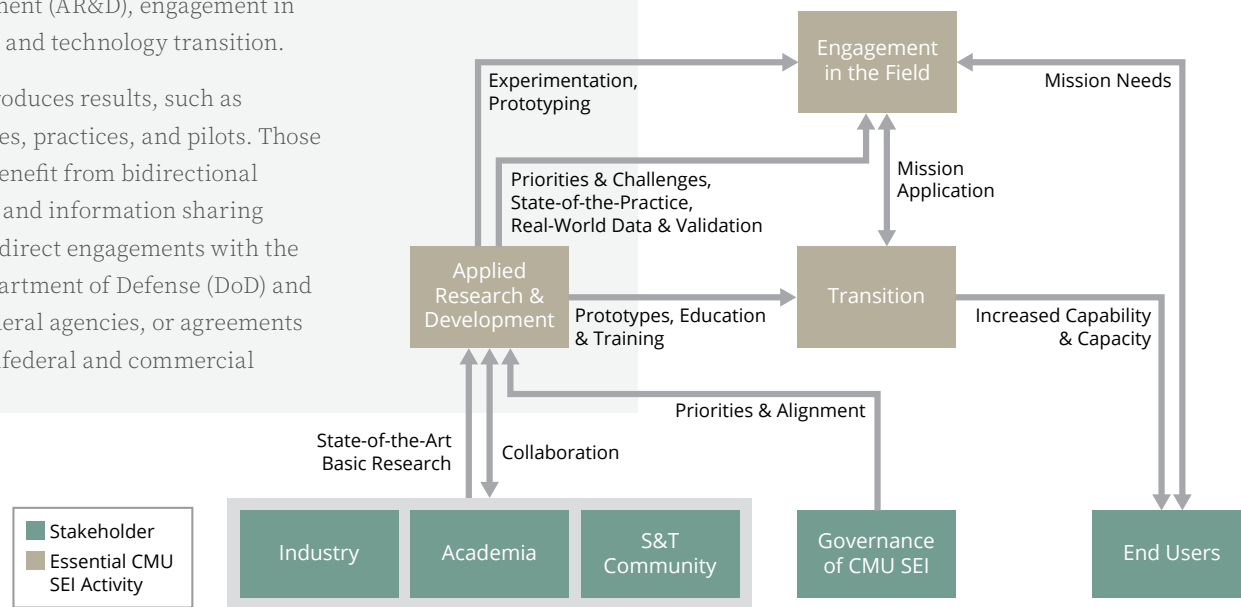 ment (AR&D), engagement in
and technology transition.
roduces results, such as
es, practices, and pilots. Those
enefit from bidirectional
and information sharing
direct engagements with the
artment of Defense (DoD) and
eral agencies, or agreements
federal and commercial
Engagement
in the Field
Experimentation,
Prototyping
Mission Needs
Priorities & Challenges,
State-of-the-Practice,
Real-World Data & Validation
Mission
Application
Applied
Research &
Development
Transition
Prototypes, Education
& Training
Increased Capability
& Capacity
Priorities & Alignment
State-of-the-Art
Basic Research
Collaboration
Stakeholder
Essential CMU
SEI Activity
Industry
Academia
S&T
Community
Governance
of CMU SEI
End Users